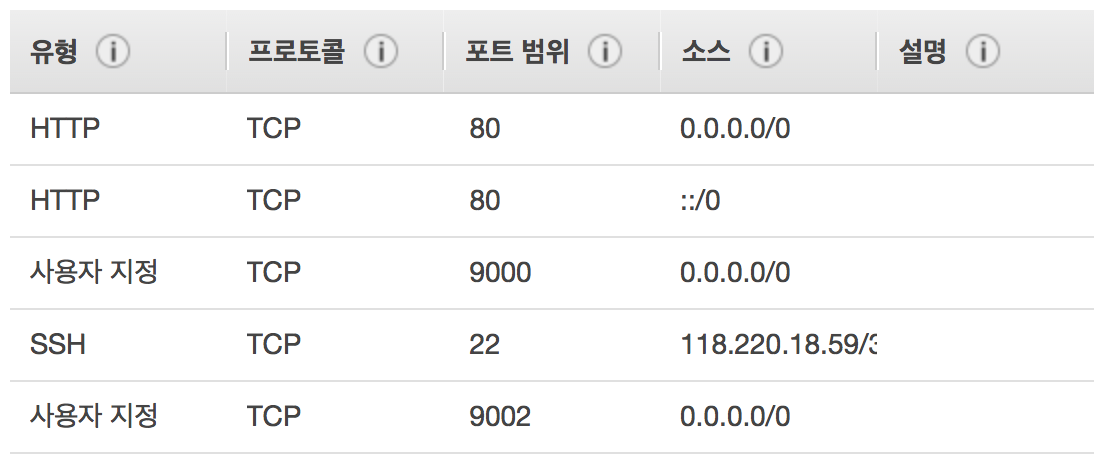 유형 프로토콜 포트 범위 소스 설명
HTTP TCP 80 0.0.0.0/0
HTTP TCP 80 ::/0
사용자 지정 TCP 9000 0.0.0.0/0
SSH TCP 22 118.220.18.59/3
사용자 지정 TCP 9002 0.0.0.0/0